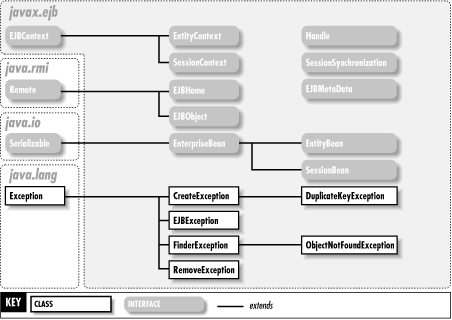 javax.ejb
EJBContext
EntityContext
Handle
SessionContext
SessionSynchronization
java.rmi
Remote
EJBHome
EJBMetaData
EJBObject
java.io
Serializable
EnterpriseBean
EntityBean
SessionBean
java.lang
Exception
CreateException
DuplicateKeyException
EJBException
FinderException
ObjectNotFoundException
RemoveException
KEY
CLASS
INTERFACE
extends